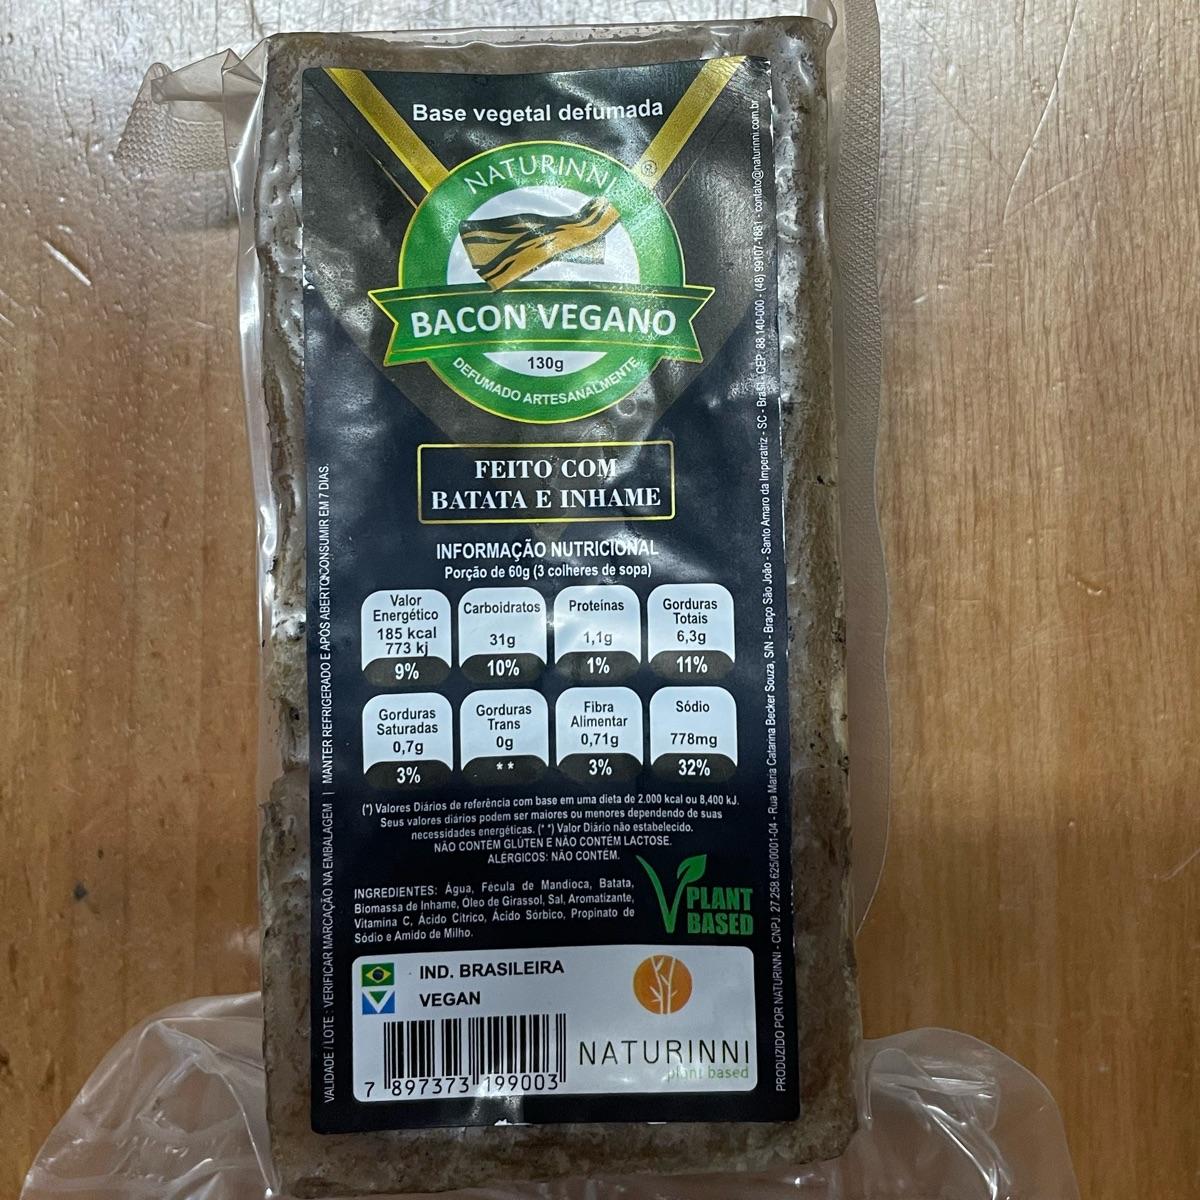 Base vegetal defumada
NATURINNI ®
BACON VEGANO
130g
DEFUMADO ARTESANALMENTE
FEITO COM
BATATA E INHAME
INFORMAÇÃO NUTRICIONAL
Porção de 60g (3 colheres de sopa)
Valor Energético 185 kcal 773 kj 9%
Carboidratos 31g 10%
Proteínas 1,1g 1%
Gorduras Totais 6,3g 11%
Gorduras Saturadas 0,7g 3%
Gorduras Trans 0g **
Fibra Alimentar 0,71g 3%
Sódio 778mg 32%
(*) Valores Diários de referência com base em uma dieta de 2.000 kcal ou 8,400 kJ.
Seus valores diários podem ser maiores ou menores dependendo de suas
necessidades energéticas. (**) Valor Diário não estabelecido.
NÃO CONTÉM GLÚTEN E NÃO CONTÉM LACTOSE.
ALÉRGICOS: NÃO CONTÉM.
INGREDIENTES: Água, Fécula de Mandioca, Batata,
Biomassa de Inhame, Óleo de Girassol, Sal, Aromatizante,
Vitamina C, Ácido Cítrico, Ácido Sórbico, Propinato de
Sódio e Amido de Milho.
PLANT
BASED
IND. BRASILEIRA
VEGAN
7 897373 199003
NATURINNI
plant based
VALIDADE / LOTE : VERIFICAR MARCAÇÃO NA EMBALAGEM | MANTER REFRIGERADO E APÓS ABERTO CONSUMIR EM 7 DIAS.
PRODUZIDO POR NATURINNI - CNPJ. 27.258.625/0001-04 - Rua Maria Catarina Becker Souza, S/N - Braço São João - Santo Amaro da Imperatriz - SC - Brasil - CEP: 88.140-000 - (48) 99107-1681 - contato@naturinni.com.br